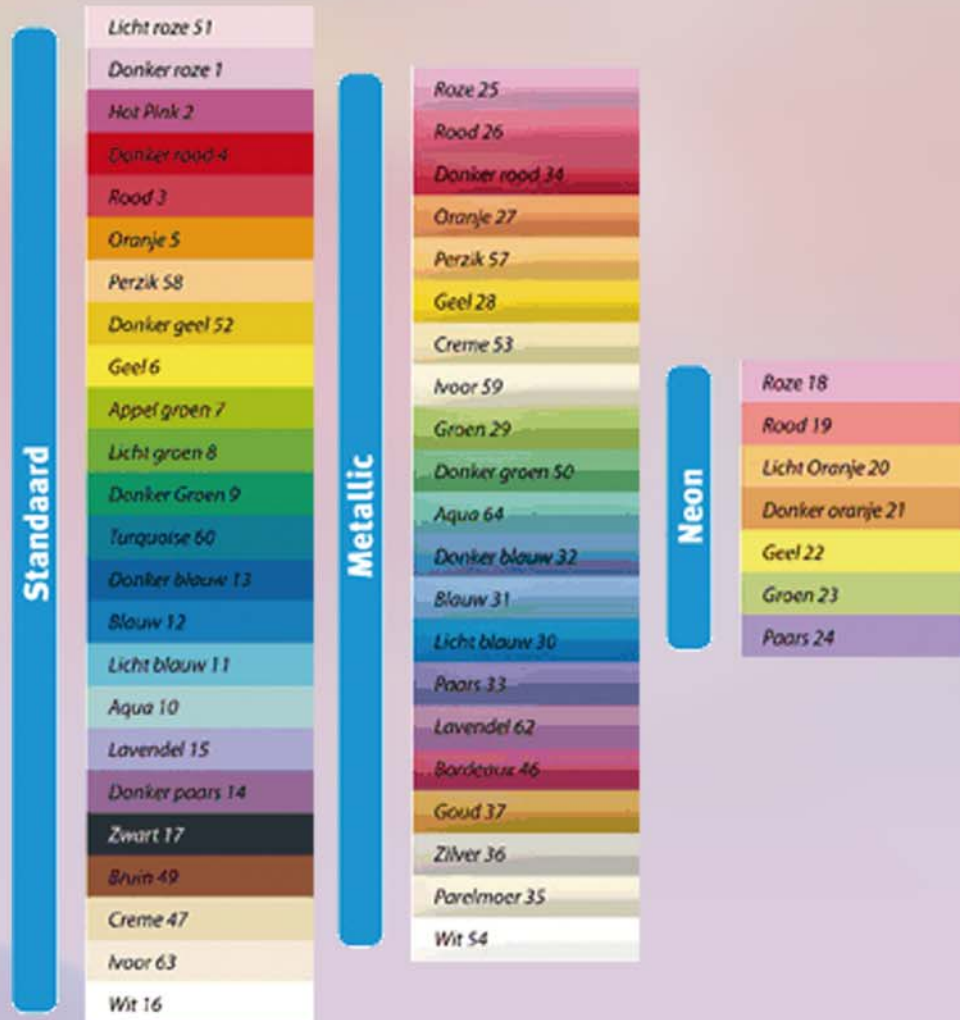 Standaard
Licht roze 51
Donker roze 1
Hot Pink 2
Donker rood 4
Rood 3
Oranje 5
Perzik 58
Donker geel 52
Geel 6
Appel groen 7
Licht groen 8
Donker Groen 9
Turquoise 60
Donker blauw 13
Blauw 12
Licht blauw 11
Aqua 10
Lavendel 15
Donker paars 14
Zwart 17
Bruin 49
Creme 47
Ivoor 63
Wit 16
Metallic
Roze 25
Rood 26
Donker rood 34
Oranje 27
Perzik 57
Geel 28
Creme 53
Ivoor 59
Groen 29
Donker groen 50
Aqua 64
Donker blauw 32
Blauw 31
Licht blauw 30
Paars 33
Lavendel 62
Bordeaux 46
Goud 37
Zilver 36
Parelmoer 35
Wit 54
Neon
Roze 18
Rood 19
Licht Oranje 20
Donker oranje 21
Geel 22
Groen 23
Paars 24